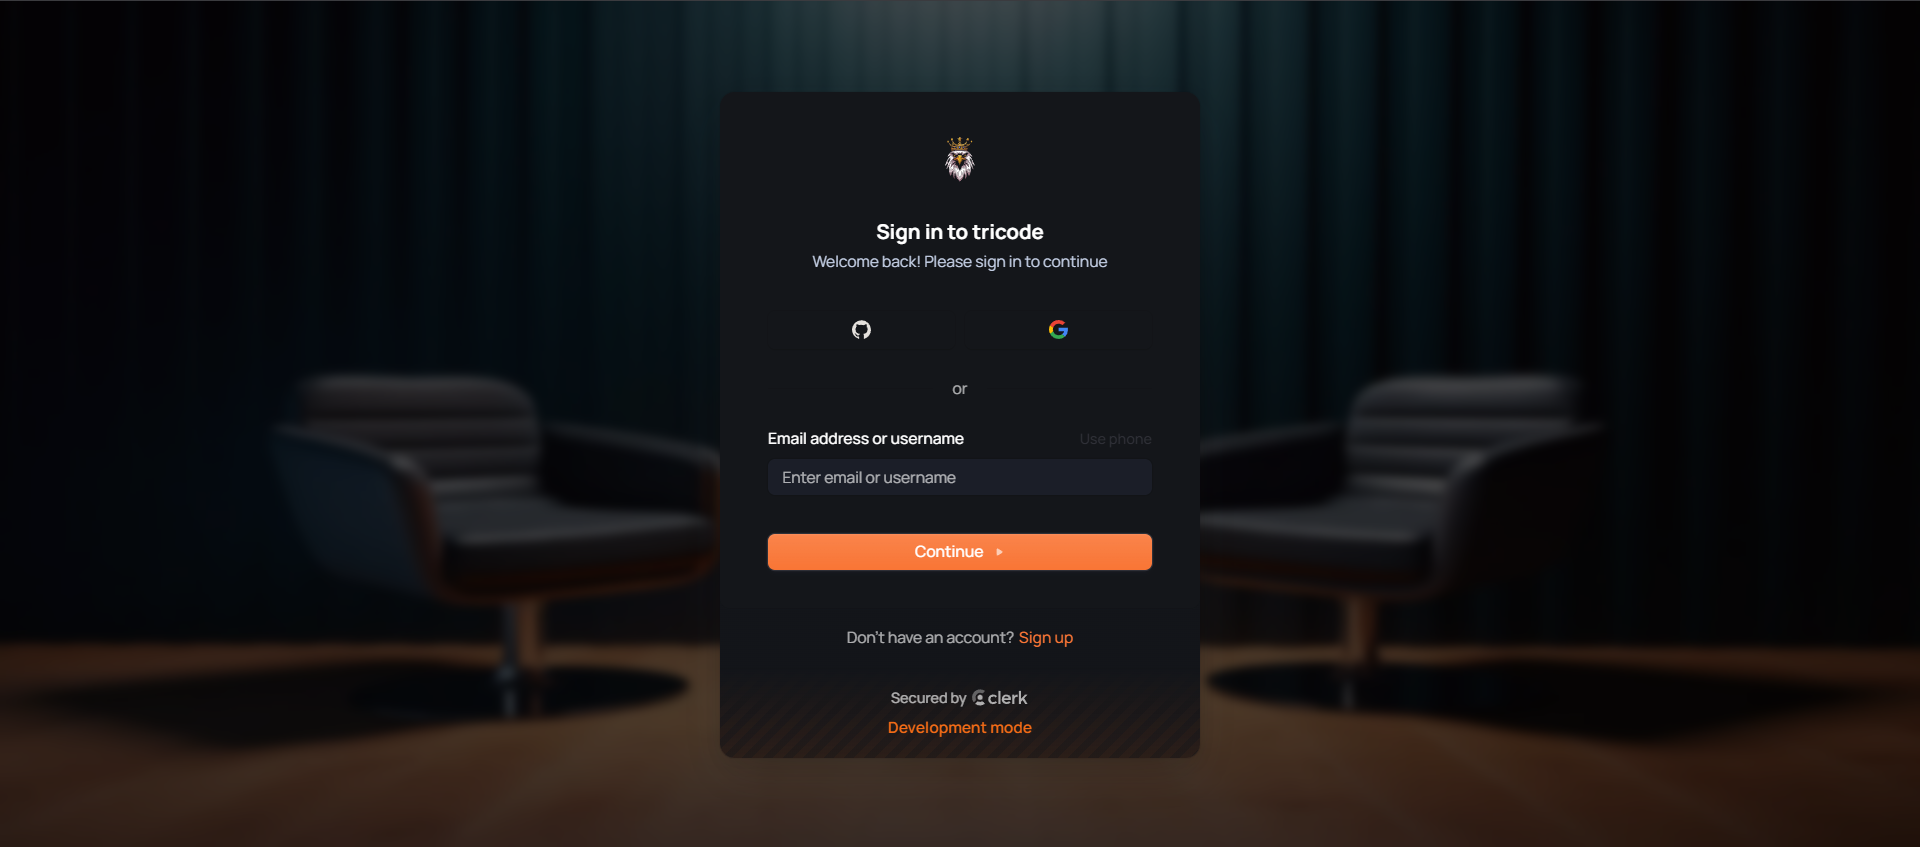 Sign in to tricode
Welcome back! Please sign in to continue
or
Email address or username
Use phone
Enter email or username
Continue
Don't have an account? Sign up
Secured by clerk
Development mode